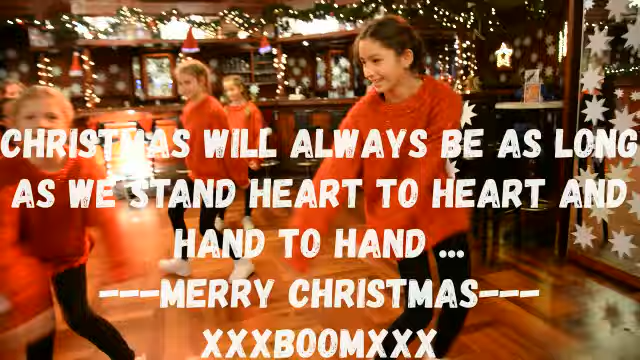 CHRISTMAS WILL ALWAYS BE AS LONG
AS WE STAND HEART TO HEART AND
HAND TO HAND ...
---MERRY CHRISTMAS---
XXXBOOMXXX